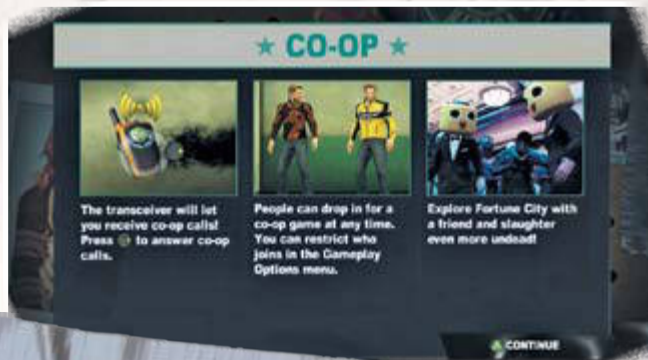 ★ CO-OP ★
The transceiver will let
you receive co-op calls!
Press to answer co-op
calls.
People can drop in for a
co-op game at any time.
You can restrict who
joins in the Gameplay
Options menu.
Explore Fortune City with
a friend and slaughter
even more undead!
CONTINUE